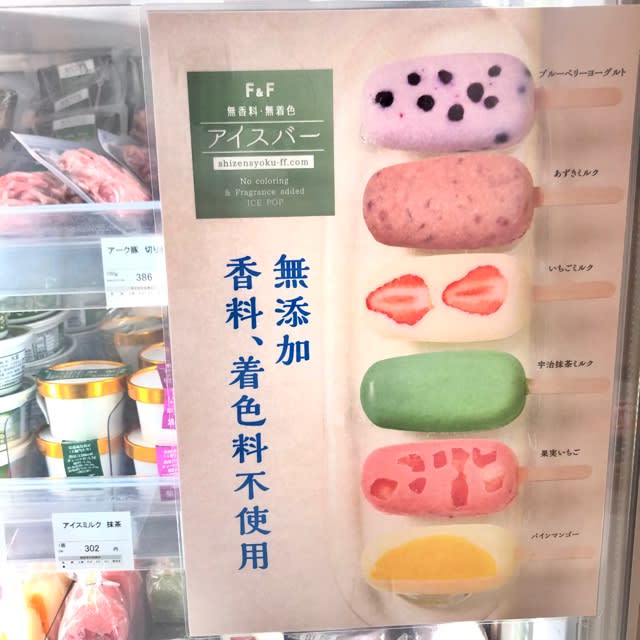 F&F
無香料・無着色
アイスバー
shizensyoku-ff.com
No coloring
& Fragrance added
ICE POP
無添加
香料、着色料不使用
ブルーベリーヨーグルト
あずきミルク
いちごミルク
宇治抹茶ミルク
果実いちご
パインマンゴー
アーク豚 切り
386
アイスミルク 抹茶
302 円